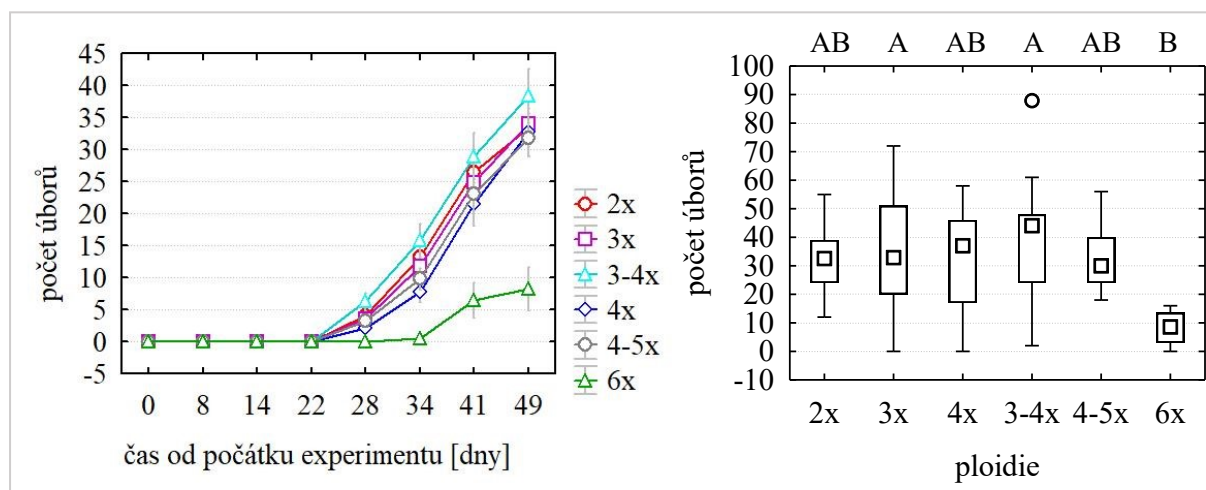 45
40
35
30
25
20
15
10
5
0
-5
počet úborů
0 8 14 22 28 34 41 49
čas od počátku experimentu [dny]
2x
3x
3-4x
4x
4-5x
6x
AB A AB A AB B
100
90
80
70
60
50
40
30
20
10
0
-10
počet úborů
2x 3x 4x 3-4x 4-5x 6x
ploidie